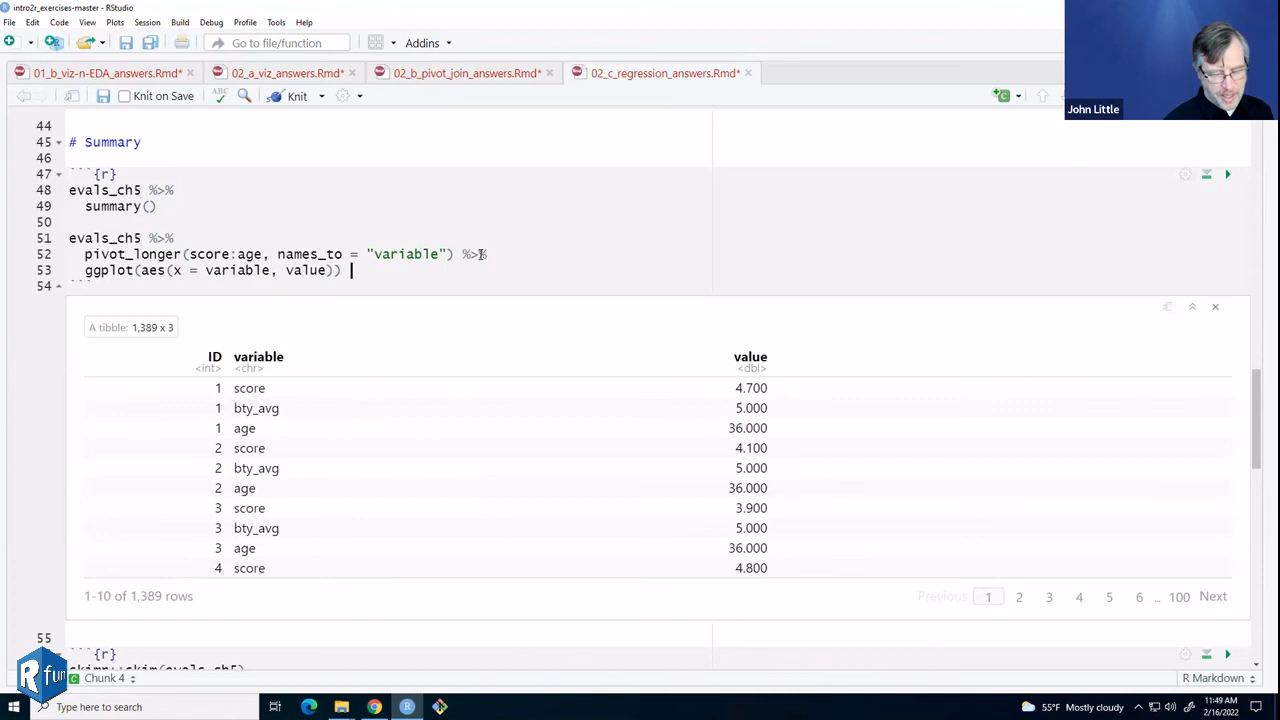 intro2r_exercises-master - RStudio
File Edit Code View Plots Session Build Debug Profile Tools Help
Go to file/function Addins
01_b_viz-n-EDA_answers.Rmd* 02_a_viz_answers.Rmd* 02_b_pivot_join_answers.Rmd* 02_c_regression_answers.Rmd*
Knit on Save ABC Knit
John Little
44
45 # Summary
46
47 ```{r}
48 evals_ch5 %>%
49 summary()
50
51 evals_ch5 %>%
52 pivot_longer(score:age, names_to = "variable") %>%
53 ggplot(aes(x = variable, value))
54 ```
A tibble: 1,389 x 3
ID variable value
<int> <chr> <dbl>
1 score 4.700
1 bty_avg 5.000
1 age 36.000
2 score 4.100
2 bty_avg 5.000
2 age 36.000
3 score 3.900
3 bty_avg 5.000
3 age 36.000
4 score 4.800
1-10 of 1,389 rows Previous 1 2 3 4 5 6 ... 100 Next
55
```{r}
skimr::skim(evals_ch5)
R fun
Chunk 4 R Markdown
Type here to search 55°F Mostly cloudy 11:49 AM
2/16/2022